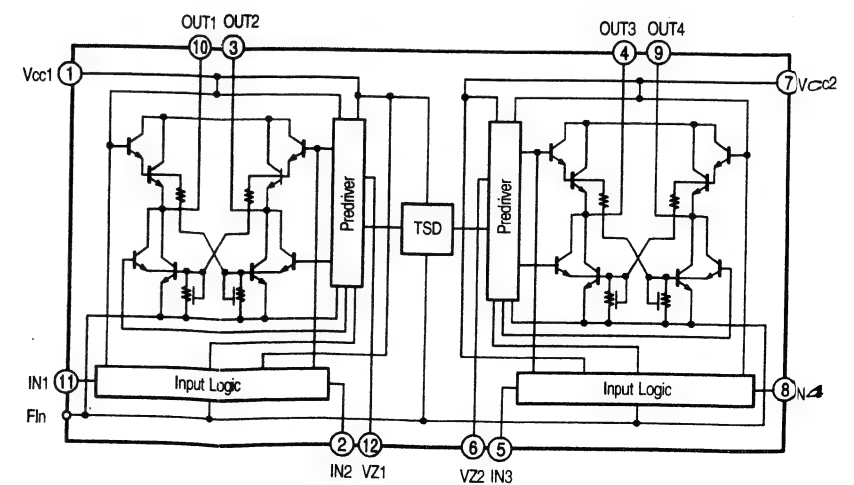 OUT1 OUT2
10 3
OUT3 OUT4
4 9
Vcc1 1
7 Vcc2
Predriver
TSD
Predriver
IN1 11
Input Logic
Input Logic
8 N4
FIn
2 12
6 5
IN2 VZ1
VZ2 IN3